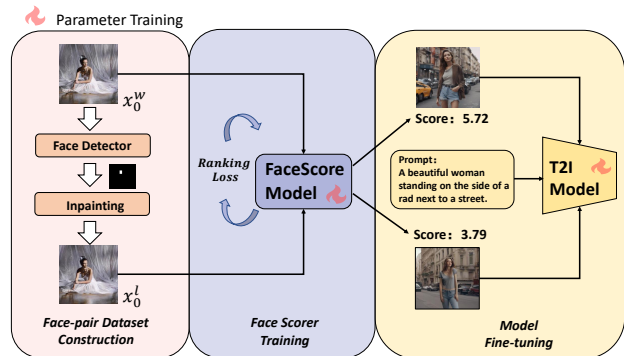 Parameter Training
x_0^w
Face Detector
Inpainting
x_0^l
Face-pair Dataset
Construction
Ranking
Loss
FaceScore
Model
Face Scorer
Training
Score: 5.72
Prompt:
A beautiful woman
standing on the side of a
rad next to a street.
T2I
Model
Score: 3.79
Model
Fine-tuning